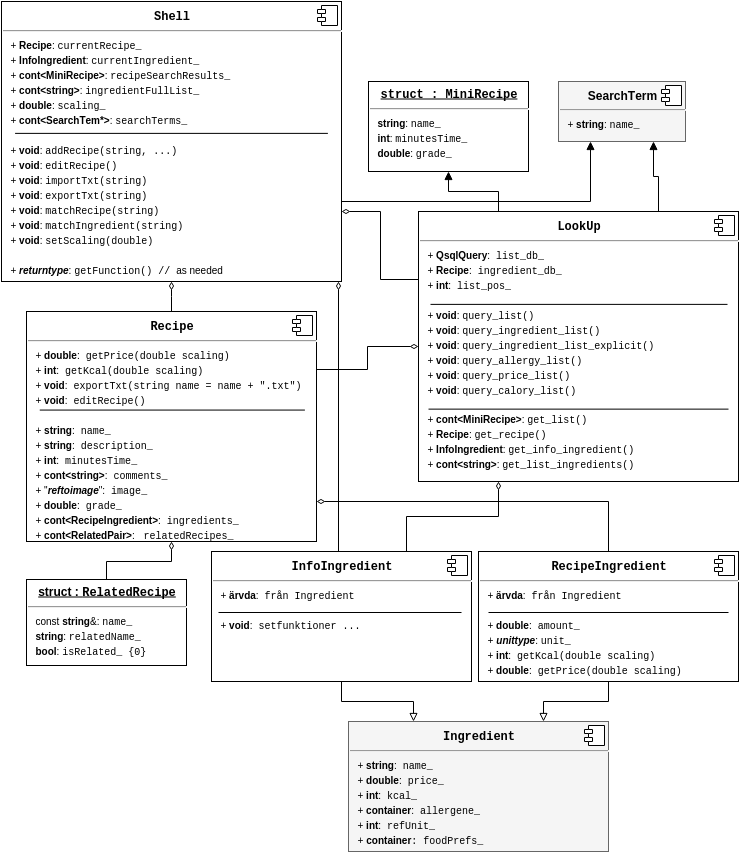 Shell
+ Recipe: currentRecipe_
+ InfoIngredient: currentIngredient_
+ cont<MiniRecipe>: recipeSearchResults_
+ cont<string>: ingredientFullList_
+ double: scaling_
+ cont<SearchTem*>: searchTerms_
+ void: addRecipe(string, ...)
+ void: editRecipe()
+ void: importTxt(string)
+ void: exportTxt(string)
+ void: matchRecipe(string)
+ void: matchIngredient(string)
+ void: setScaling(double)
+ returntype: getFunction() // as needed
struct : MiniRecipe
string: name_
int: minutesTime_
double: grade_
SearchTerm
+ string: name_
LookUp
+ QsqlQuery: list_db_
+ Recipe: ingredient_db_
+ int: list_pos_
+ void: query_list()
+ void: query_ingredient_list()
+ void: query_ingredient_list_explicit()
+ void: query_allergy_list()
+ void: query_price_list()
+ void: query_calory_list()
+ cont<MiniRecipe>: get_list()
+ Recipe: get_recipe()
+ InfoIngredient: get_info_ingredient()
+ cont<string>: get_list_ingredients()
Recipe
+ double: getPrice(double scaling)
+ int: getKcal(double scaling)
+ void: exportTxt(string name = name + ".txt")
+ void: editRecipe()
+ string: name_
+ string: description_
+ int: minutesTime_
+ cont<string>: comments_
+ "reftoimage": image_
+ double: grade_
+ cont<RecipeIngredient>: ingredients_
+ cont<RelatedPair>: relatedRecipes_
struct : RelatedRecipe
const string&: name_
string: relatedName_
bool: isRelated_ {0}
InfoIngredient
+ ärvda: från Ingredient
+ void: setfunktioner ...
RecipeIngredient
+ ärvda: från Ingredient
+ double: amount_
+ unittype: unit_
+ int: getKcal(double scaling)
+ double: getPrice(double scaling)
Ingredient
+ string: name_
+ double: price_
+ int: kcal_
+ container: allergene_
+ int: refUnit_
+ container: foodPrefs_